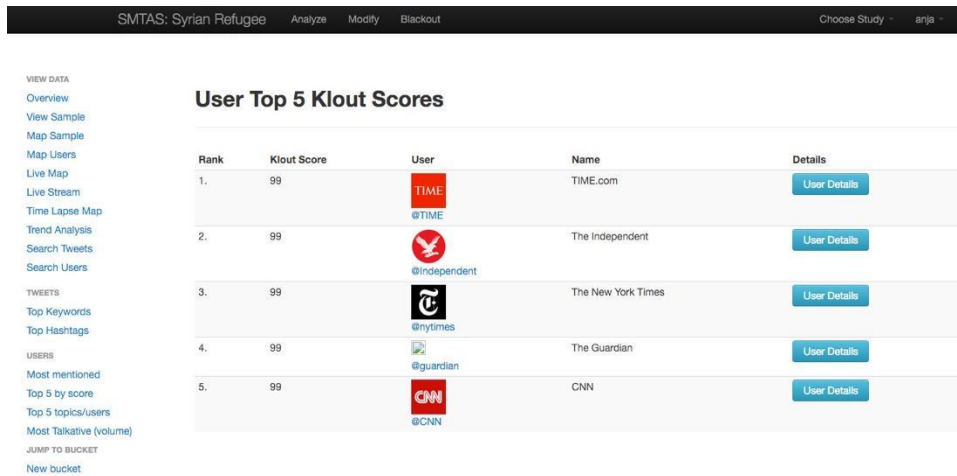 SMTAS: Syrian Refugee Analyze Modify Blackout Choose Study anja
VIEW DATA
Overview
View Sample
Map Sample
Map Users
Live Map
Live Stream
Time Lapse Map
Trend Analysis
Search Tweets
Search Users
TWEETS
Top Keywords
Top Hashtags
USERS
Most mentioned
Top 5 by score
Top 5 topics/users
Most Talkative (volume)
JUMP TO BUCKET
New bucket
User Top 5 Klout Scores
Rank Klout Score User Name Details
1. 99 TIME TIME.com User Details
@TIME
2. 99 The Independent User Details
@Independent
3. 99 T The New York Times User Details
@nytimes
4. 99 The Guardian User Details
@guardian
5. 99 CNN CNN User Details
@CNN